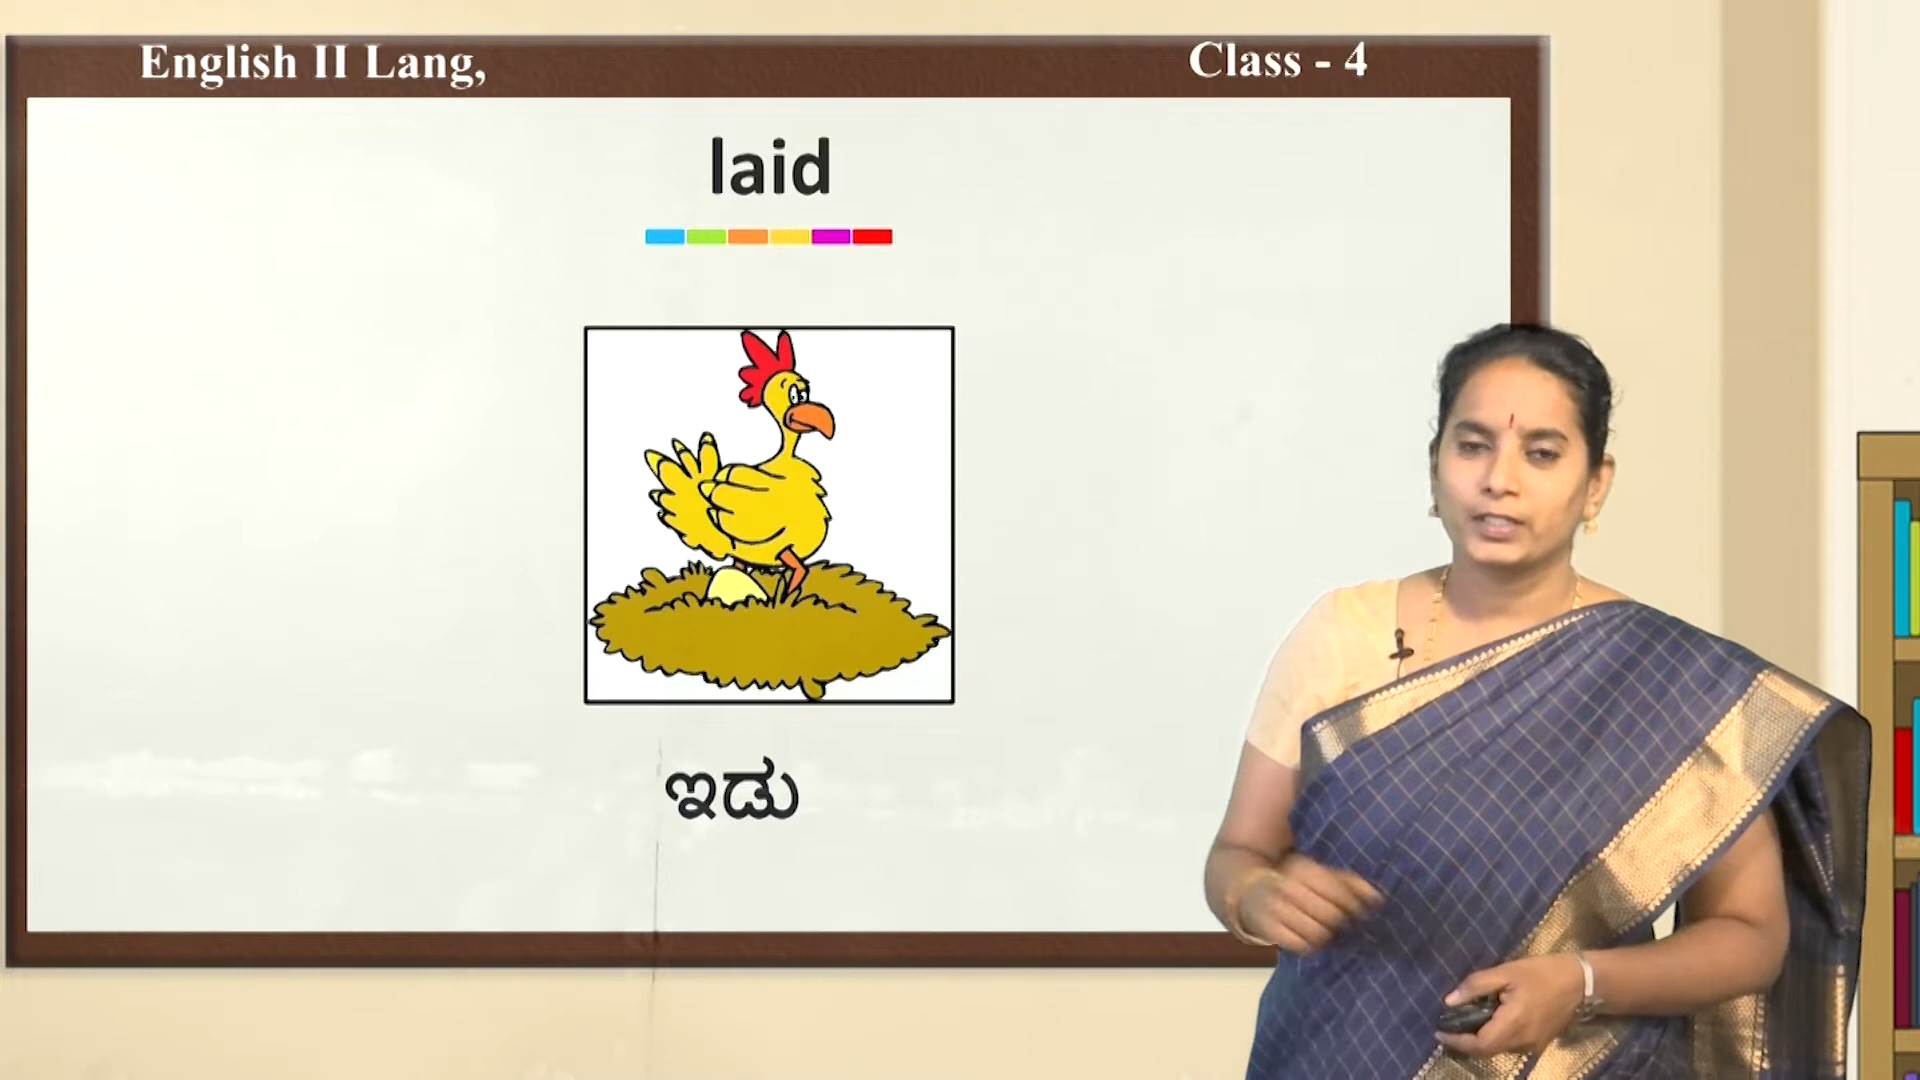 English II Lang,
Class - 4
laid
ಇಡು